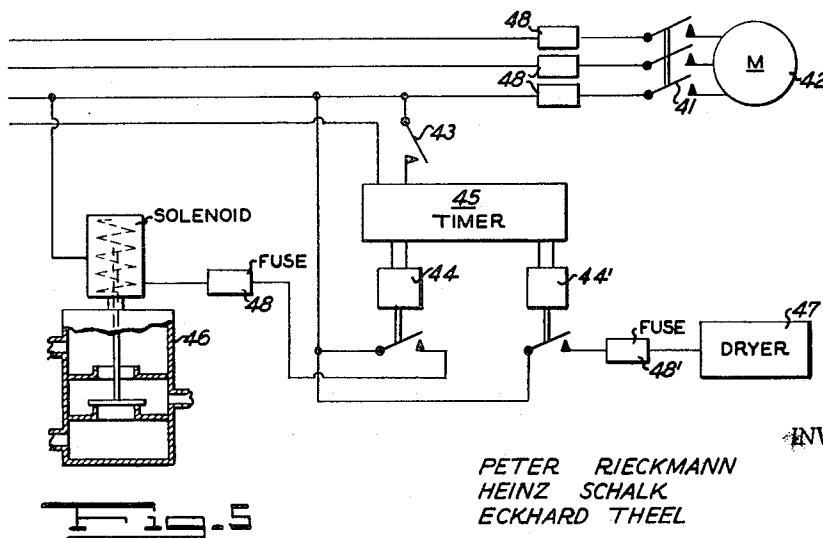 48
48
48
M
42
41
43
45
TIMER
SOLENOID
FUSE
48
44
44'
46
FUSE
48'
47
DRYER
INV
PETER RIECKMANN
HEINZ SCHALK
ECKHARD THEEL
Fig. 5